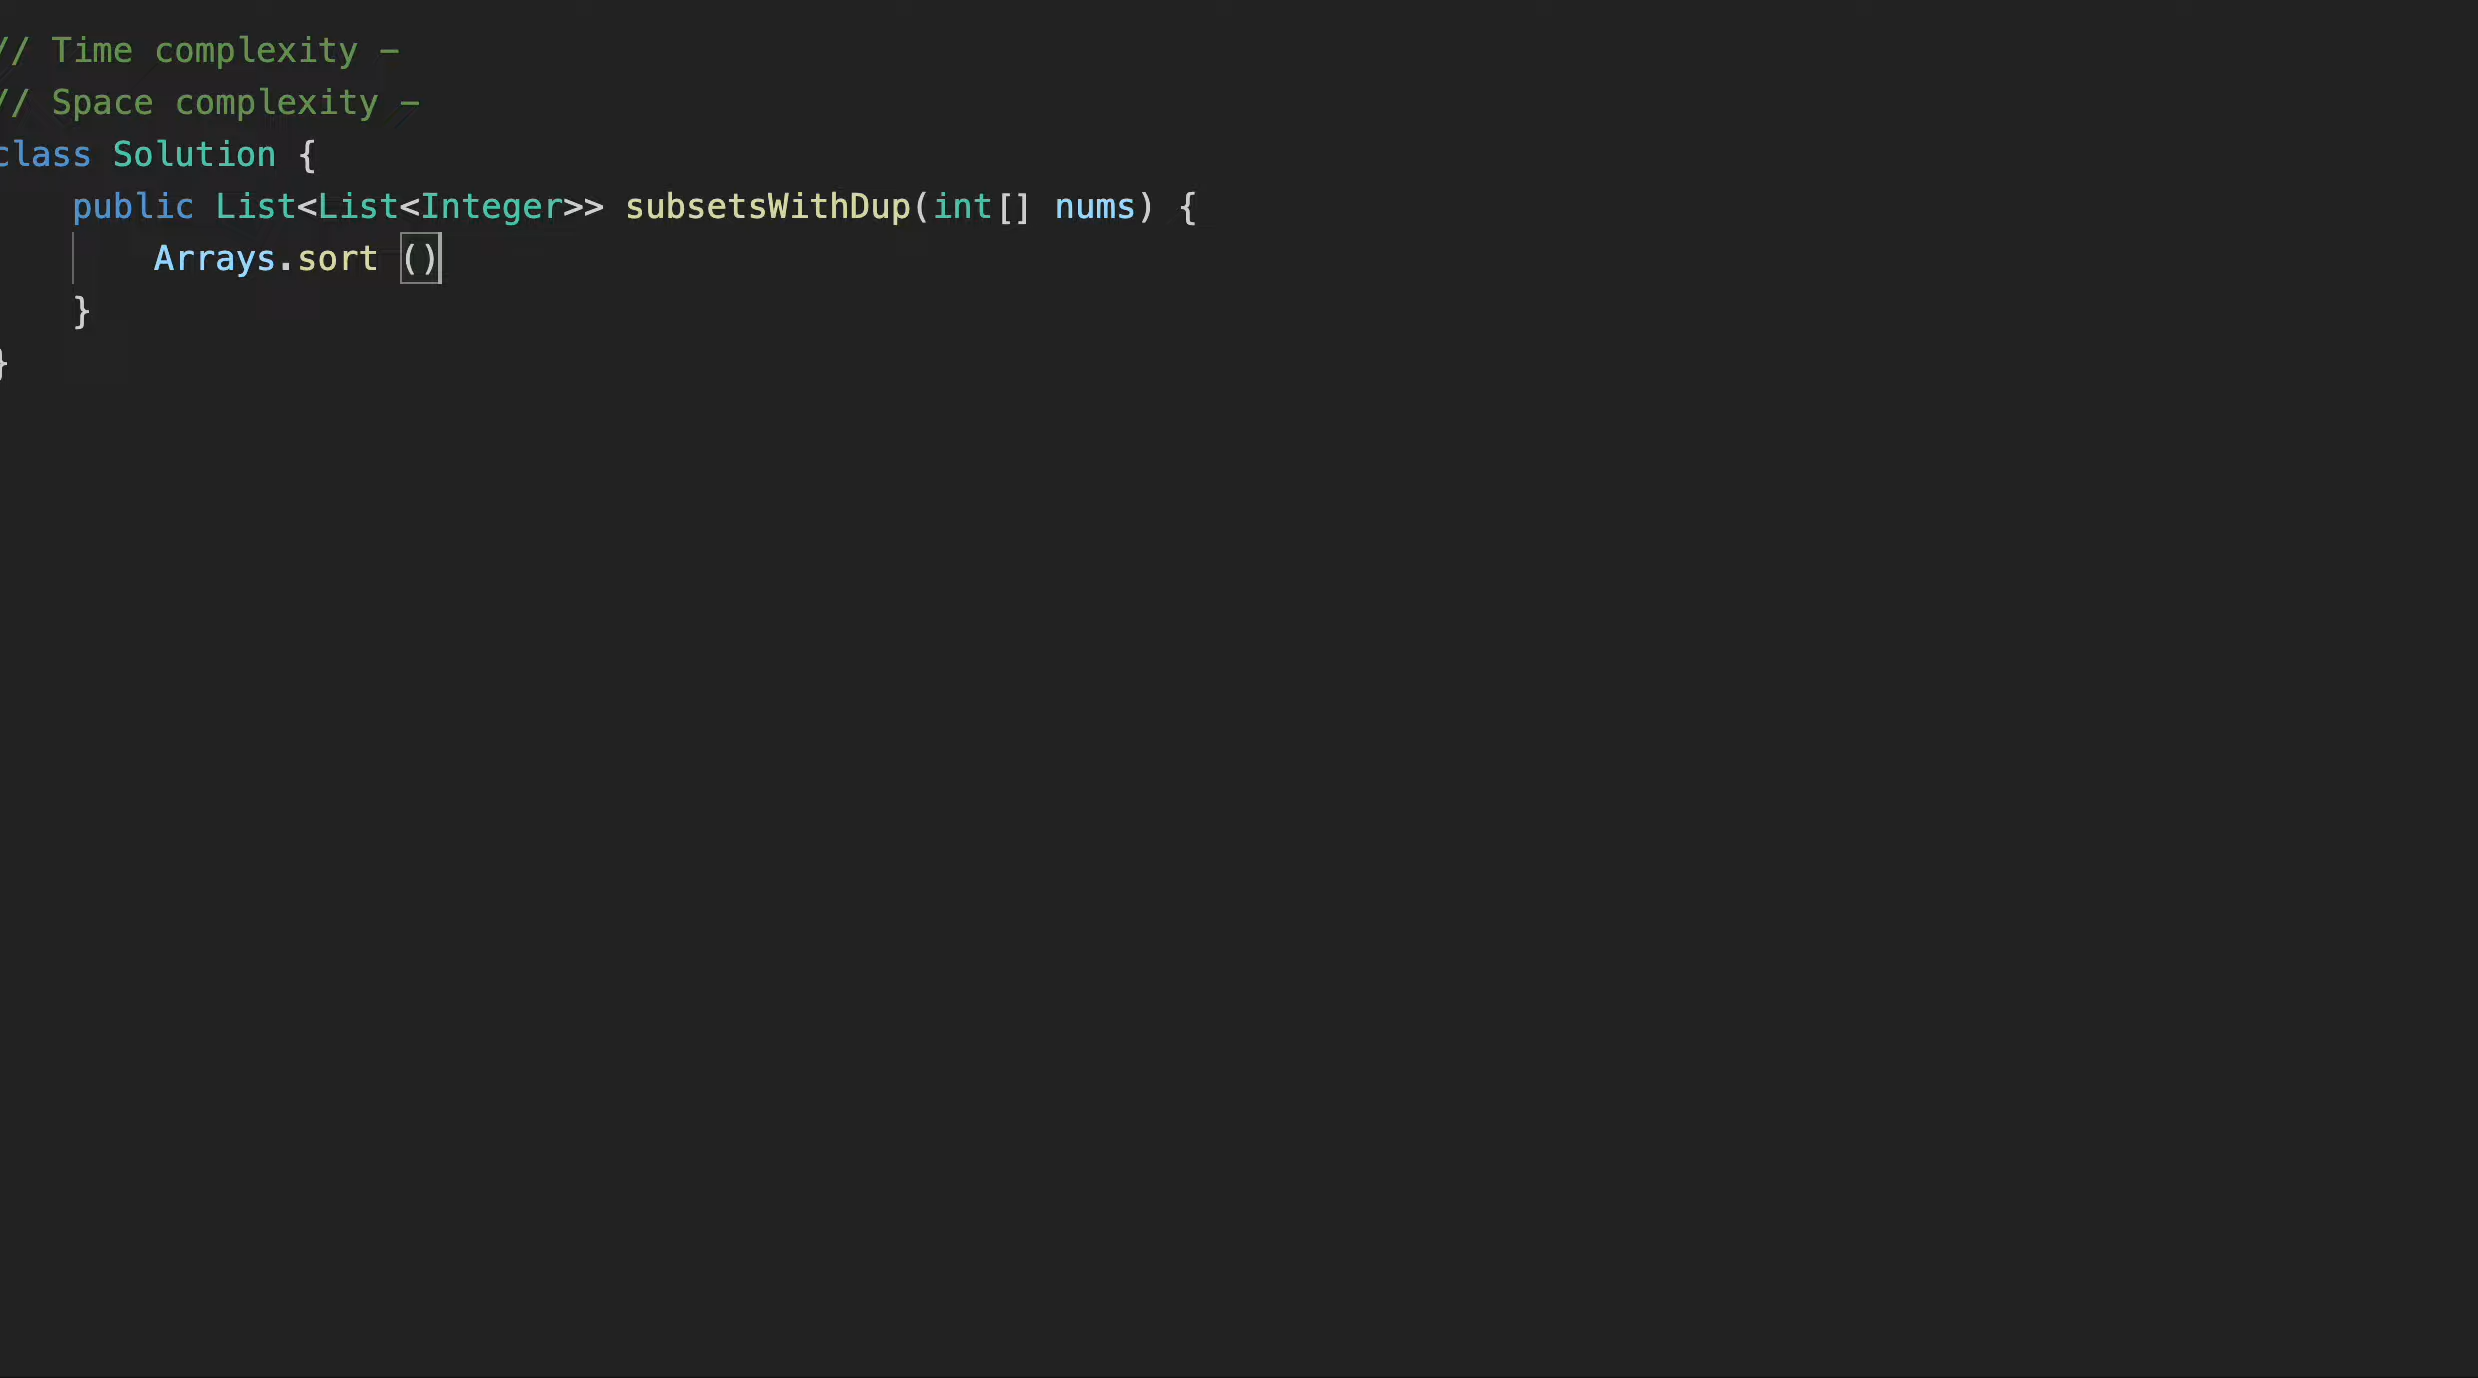 // Time complexity -
// Space complexity -
class Solution {
    public List<List<Integer>> subsetsWithDup(int[] nums) {
        Arrays.sort ()
    }
}